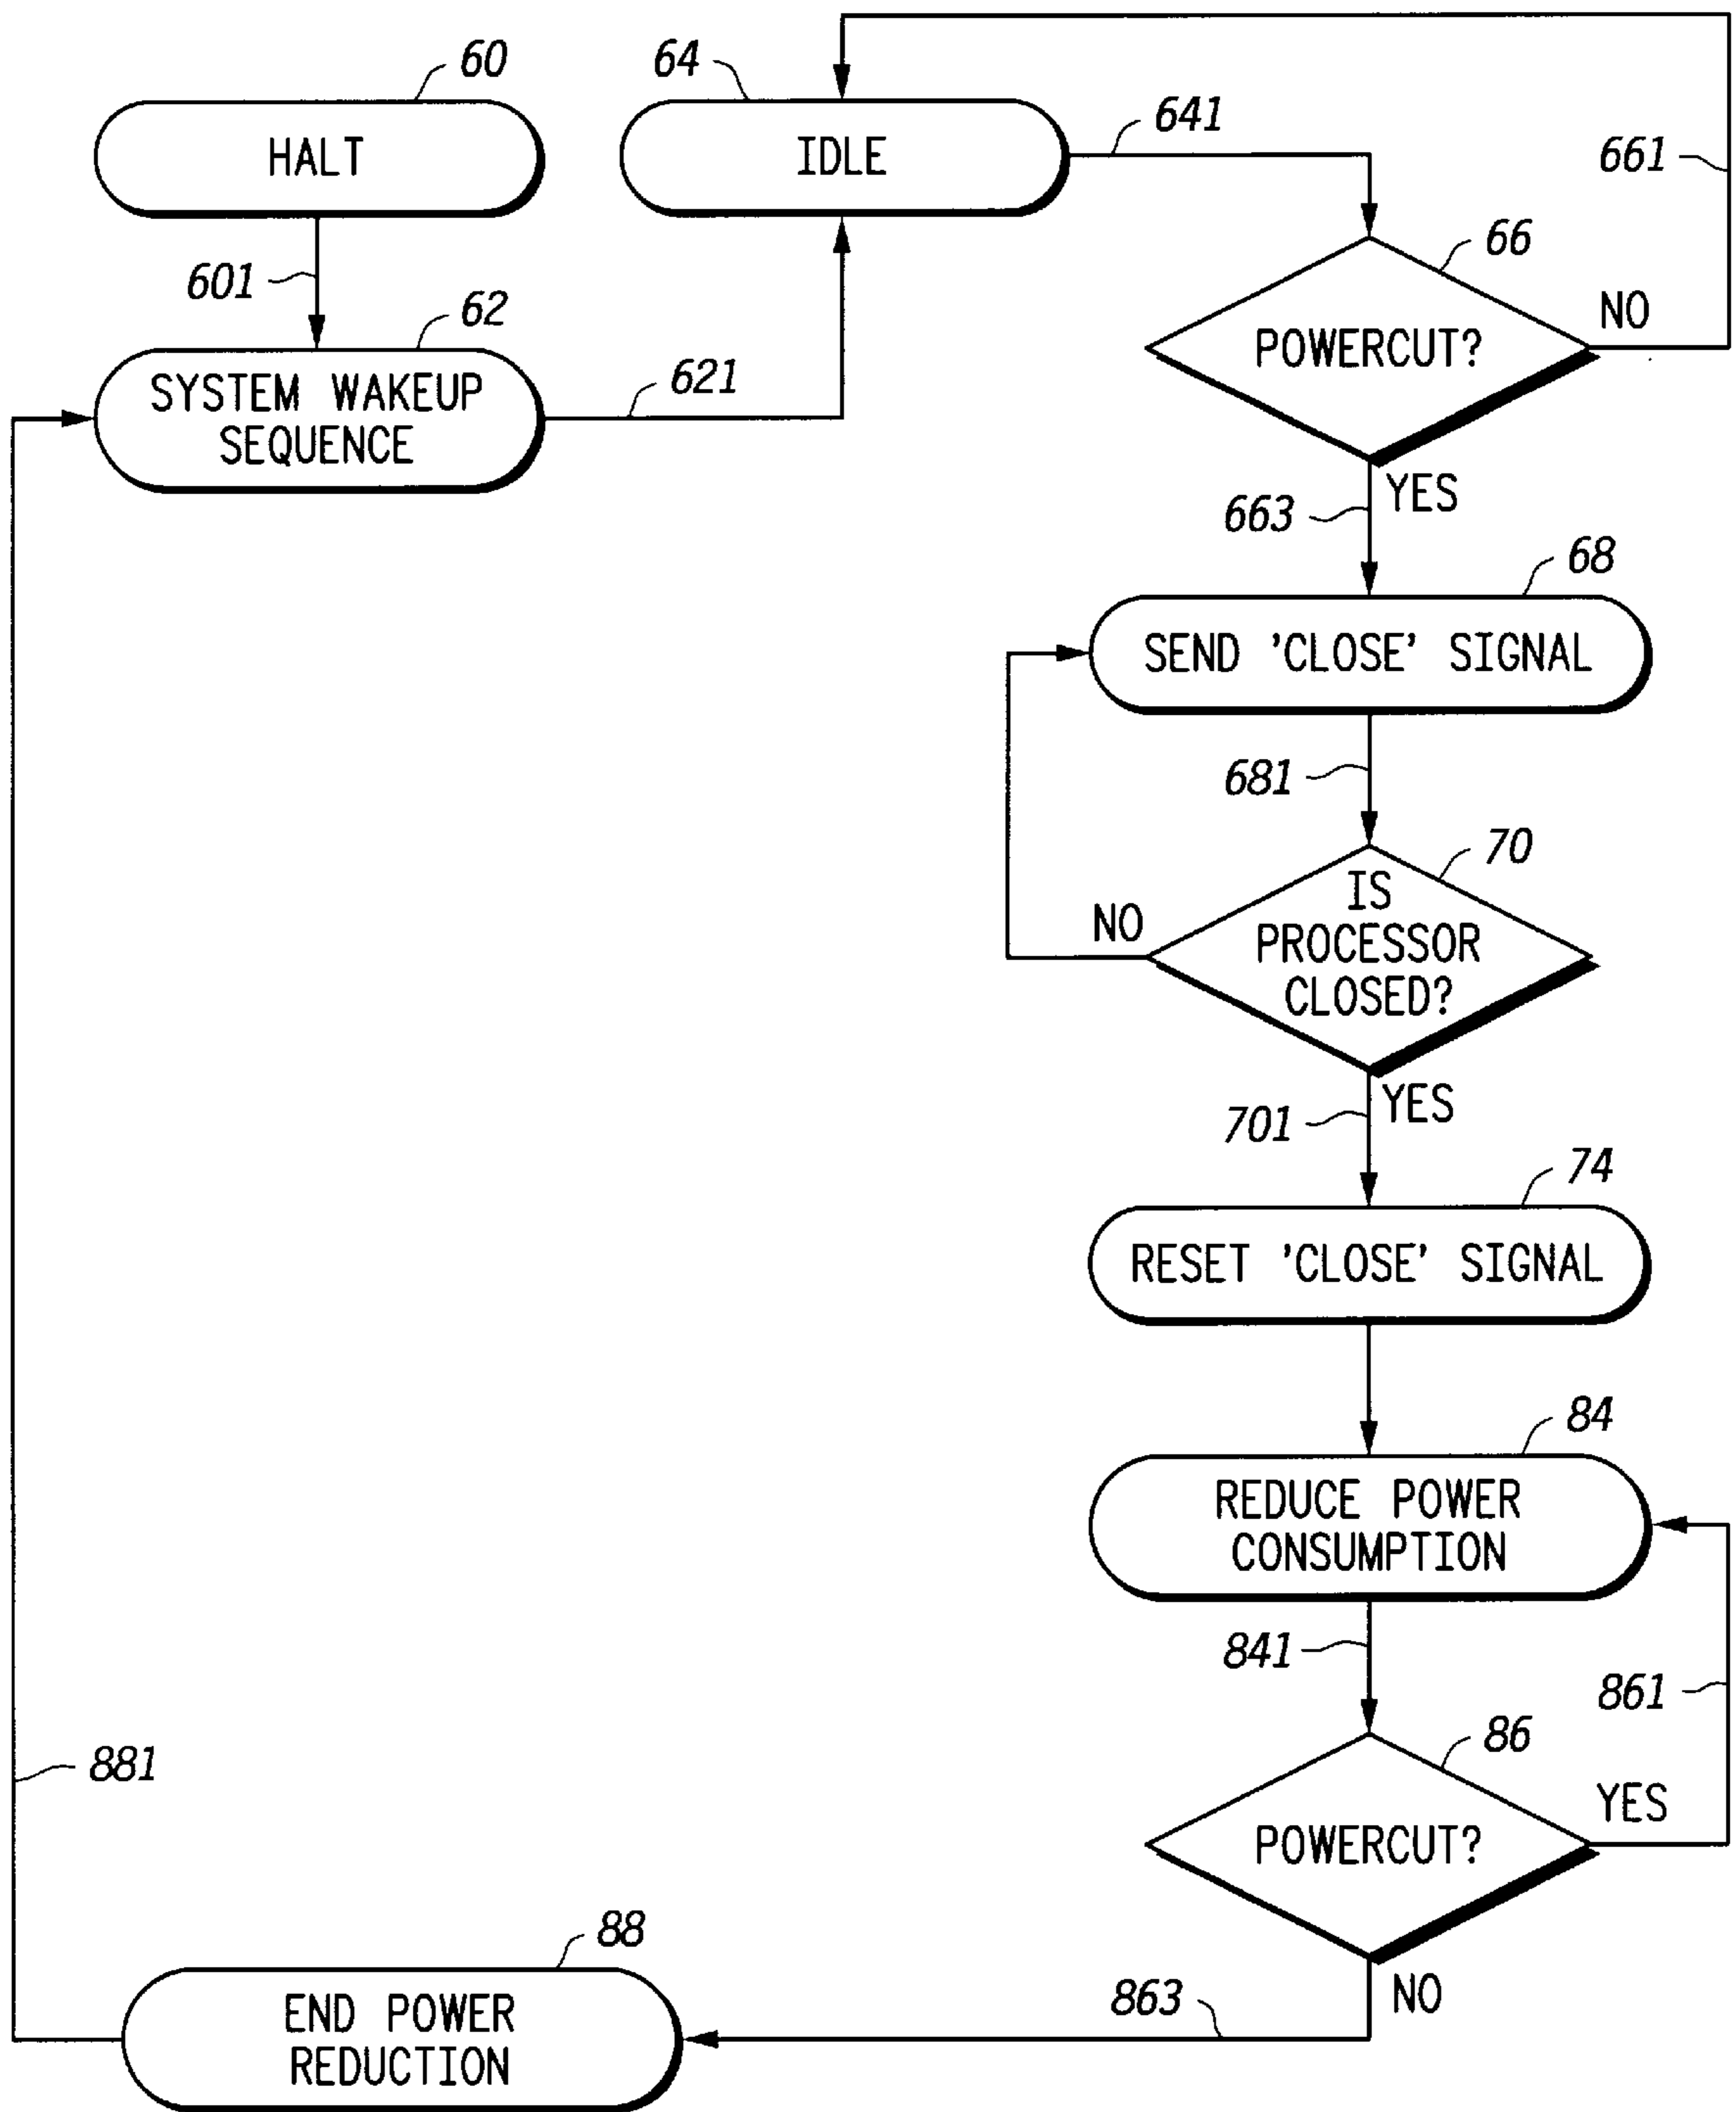 60
HALT
601
62
SYSTEM WAKEUP
SEQUENCE
621
64
IDLE
641
661
66
POWERCUT?
NO
YES
663
68
SEND 'CLOSE' SIGNAL
681
70
IS
PROCESSOR
CLOSED?
NO
YES
701
74
RESET 'CLOSE' SIGNAL
84
REDUCE POWER
CONSUMPTION
841
861
86
POWERCUT?
YES
NO
863
88
END POWER
REDUCTION
881